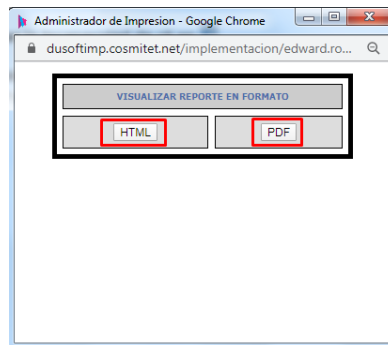 Administrador de Impresion - Google Chrome
dusoftimp.cosmitet.net/implementacion/edward.ro...
VISUALIZAR REPORTE EN FORMATO
HTML PDF